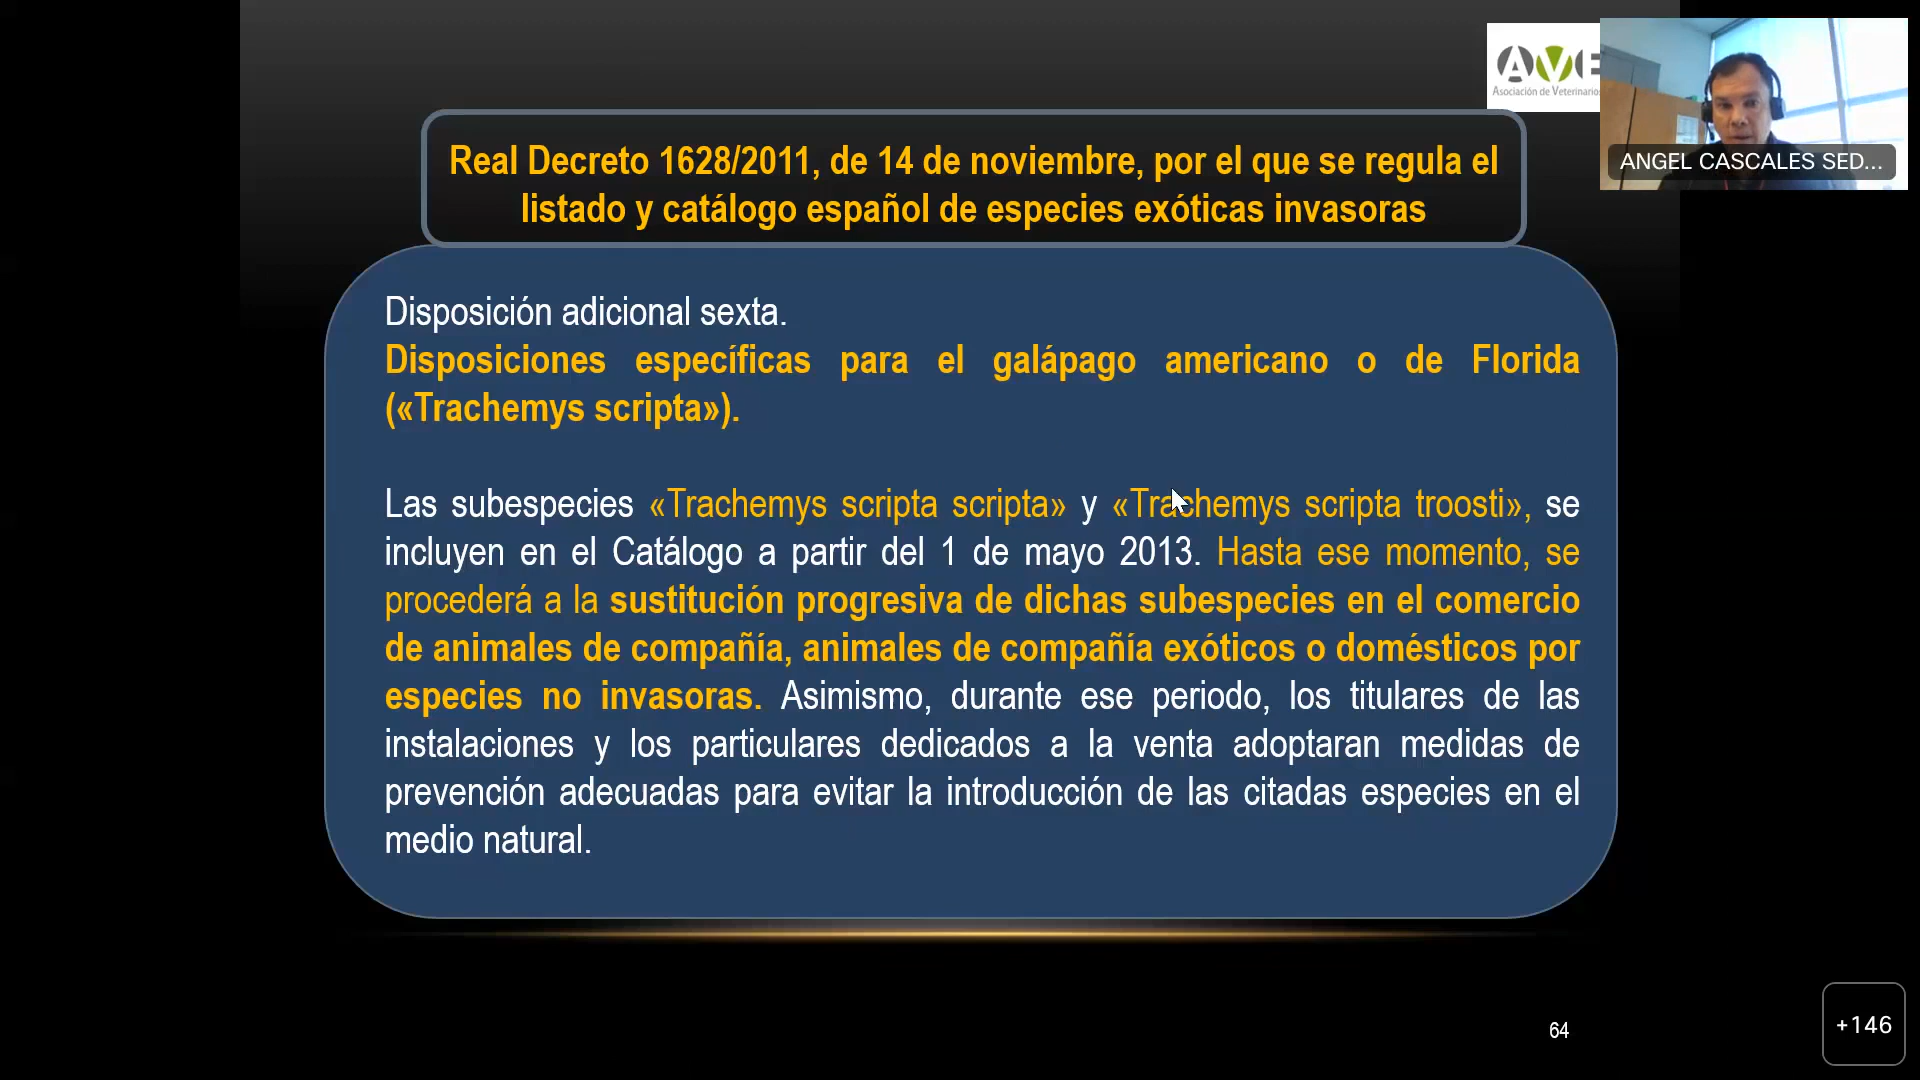 AVE
Asociación de Veterinarios
ANGEL CASCALES SED...
Real Decreto 1628/2011, de 14 de noviembre, por el que se regula el
listado y catálogo español de especies exóticas invasoras
Disposición adicional sexta.
Disposiciones específicas para el galápago americano o de Florida
(«Trachemys scripta»).
Las subespecies «Trachemys scripta scripta» y «Trachemys scripta troosti», se
incluyen en el Catálogo a partir del 1 de mayo 2013. Hasta ese momento, se
procederá a la sustitución progresiva de dichas subespecies en el comercio
de animales de compañía, animales de compañía exóticos o domésticos por
especies no invasoras. Asimismo, durante ese periodo, los titulares de las
instalaciones y los particulares dedicados a la venta adoptaran medidas de
prevención adecuadas para evitar la introducción de las citadas especies en el
medio natural.
64
+146